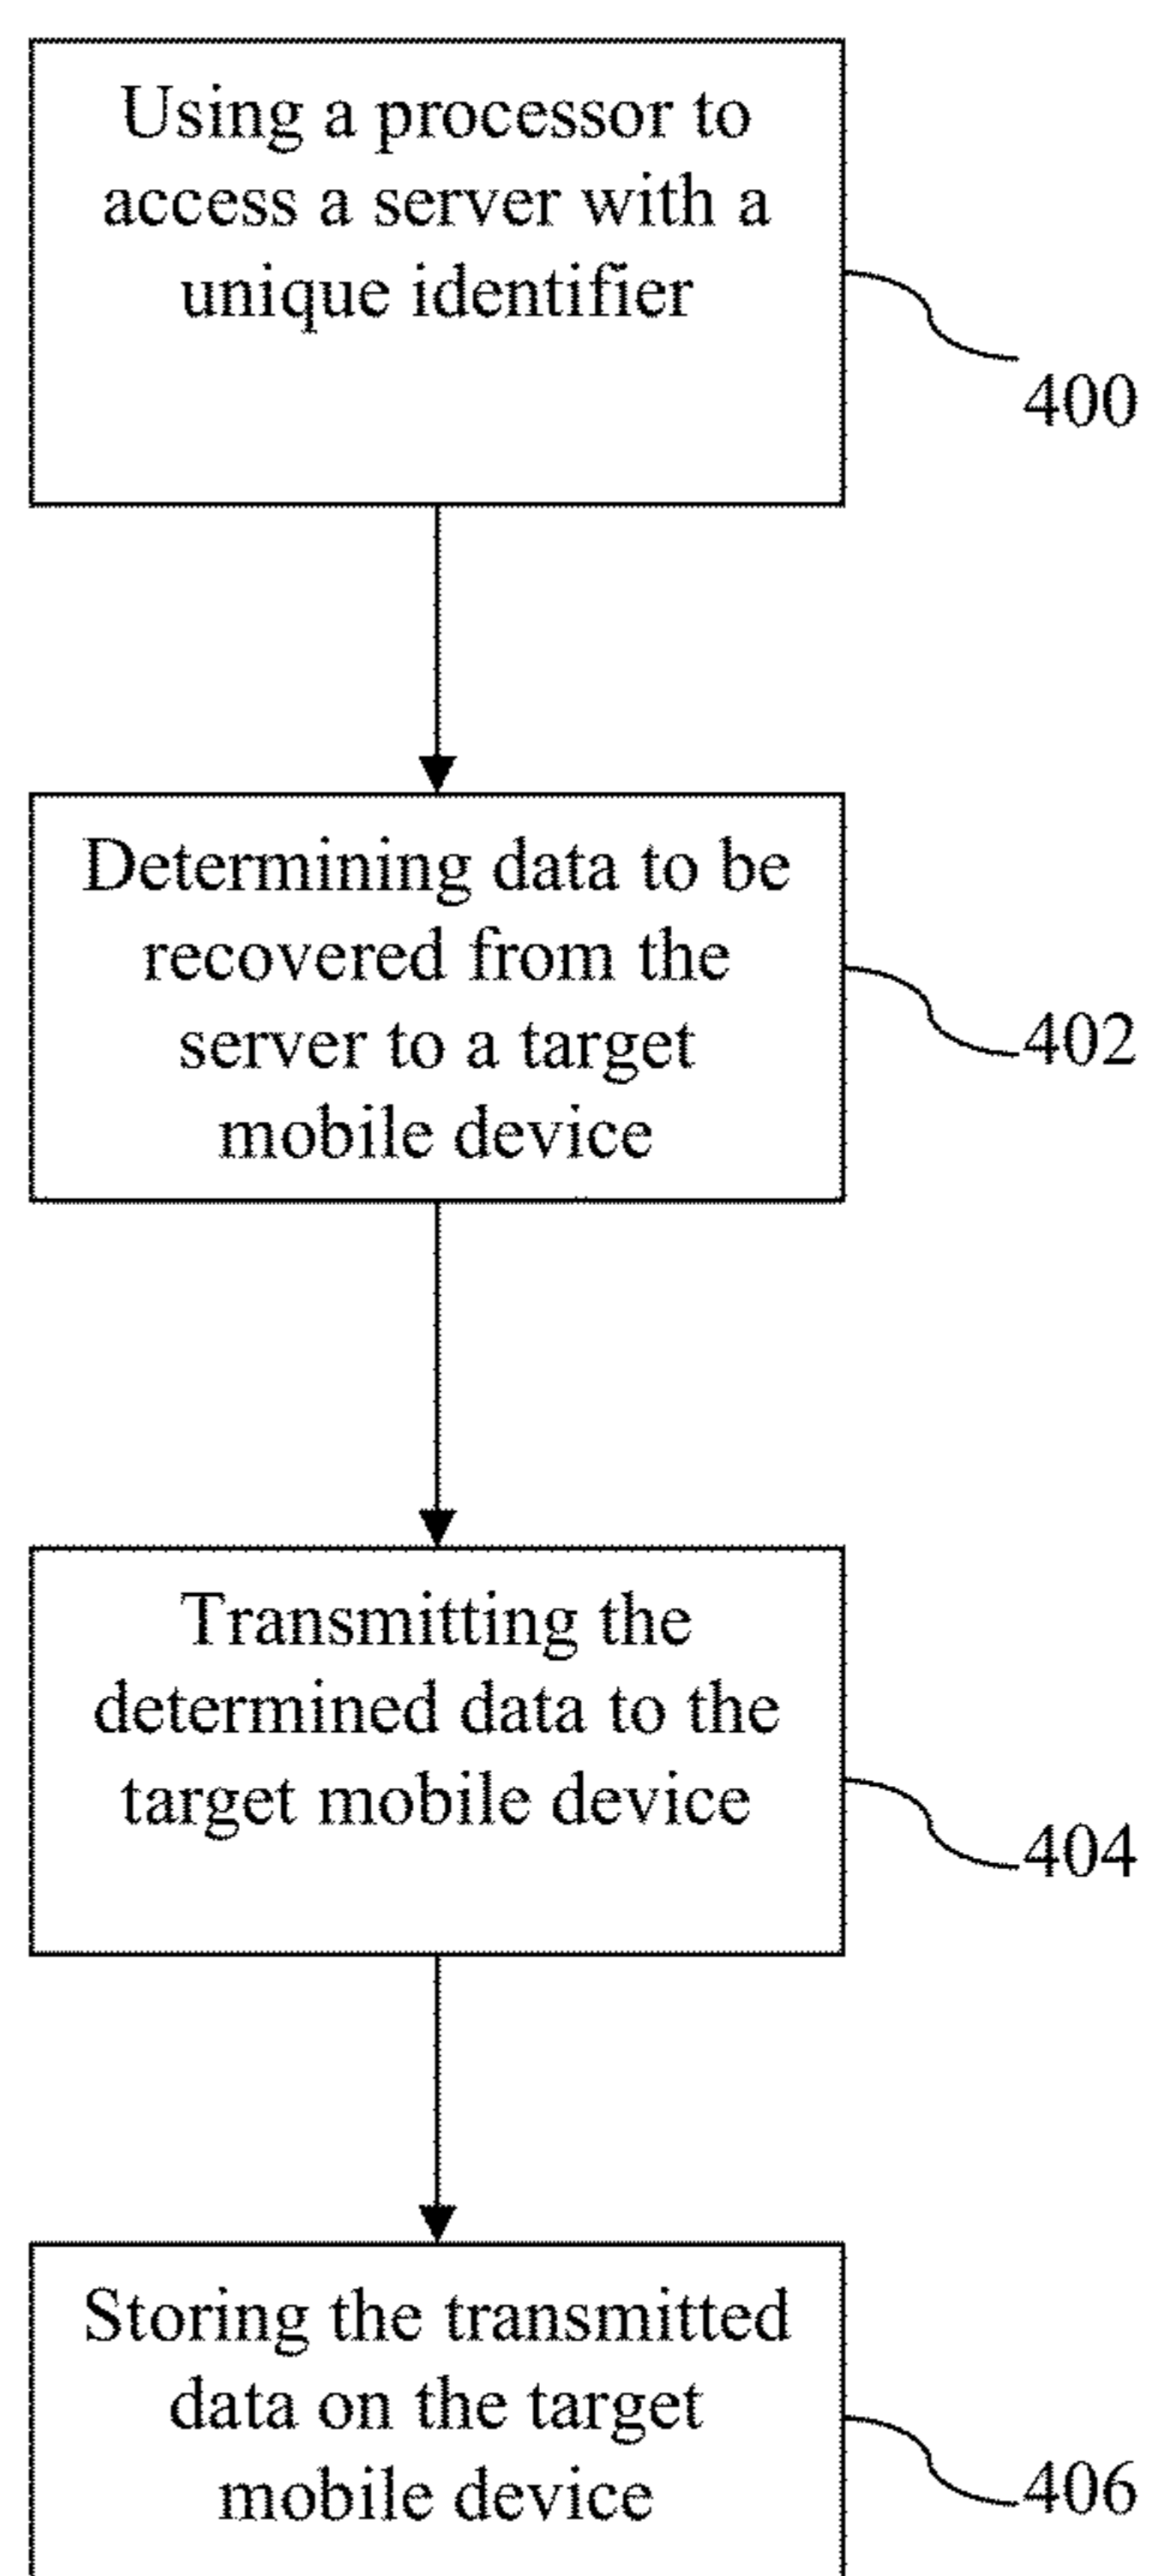 Using a processor to
access a server with a
unique identifier
400
Determining data to be
recovered from the
server to a target
mobile device
402
Transmitting the
determined data to the
target mobile device
404
Storing the transmitted
data on the target
mobile device
406